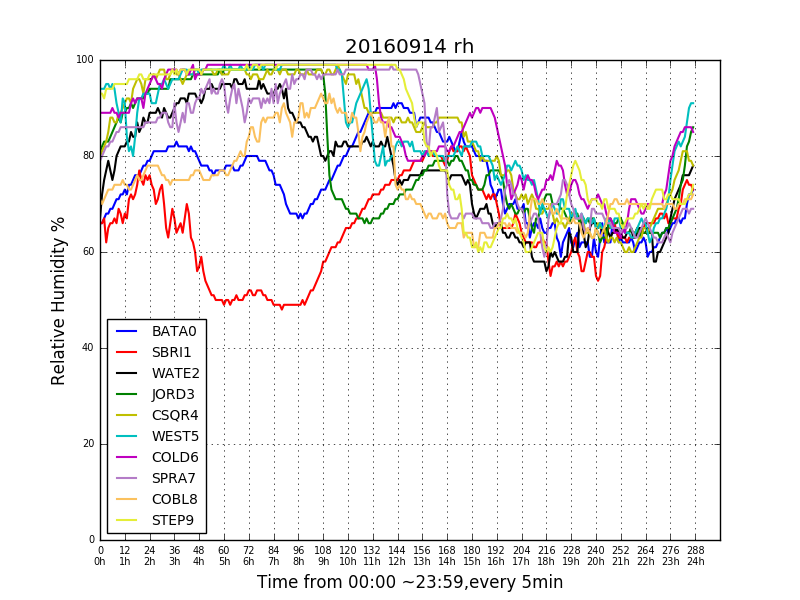 20160914 rh
100
80
60
40
20
0
Relative Humidity %
BATA0
SBRI1
WATE2
JORD3
CSQR4
WEST5
COLD6
SPRA7
COBL8
STEP9
0 12 24 36 48 60 72 84 96 108 120 132 144 156 168 180 192 204 216 228 240 252 264 276 288
0h 1h 2h 3h 4h 5h 6h 7h 8h 9h 10h 11h 12h 13h 14h 15h 16h 17h 18h 19h 20h 21h 22h 23h 24h
Time from 00:00 ~23:59,every 5min